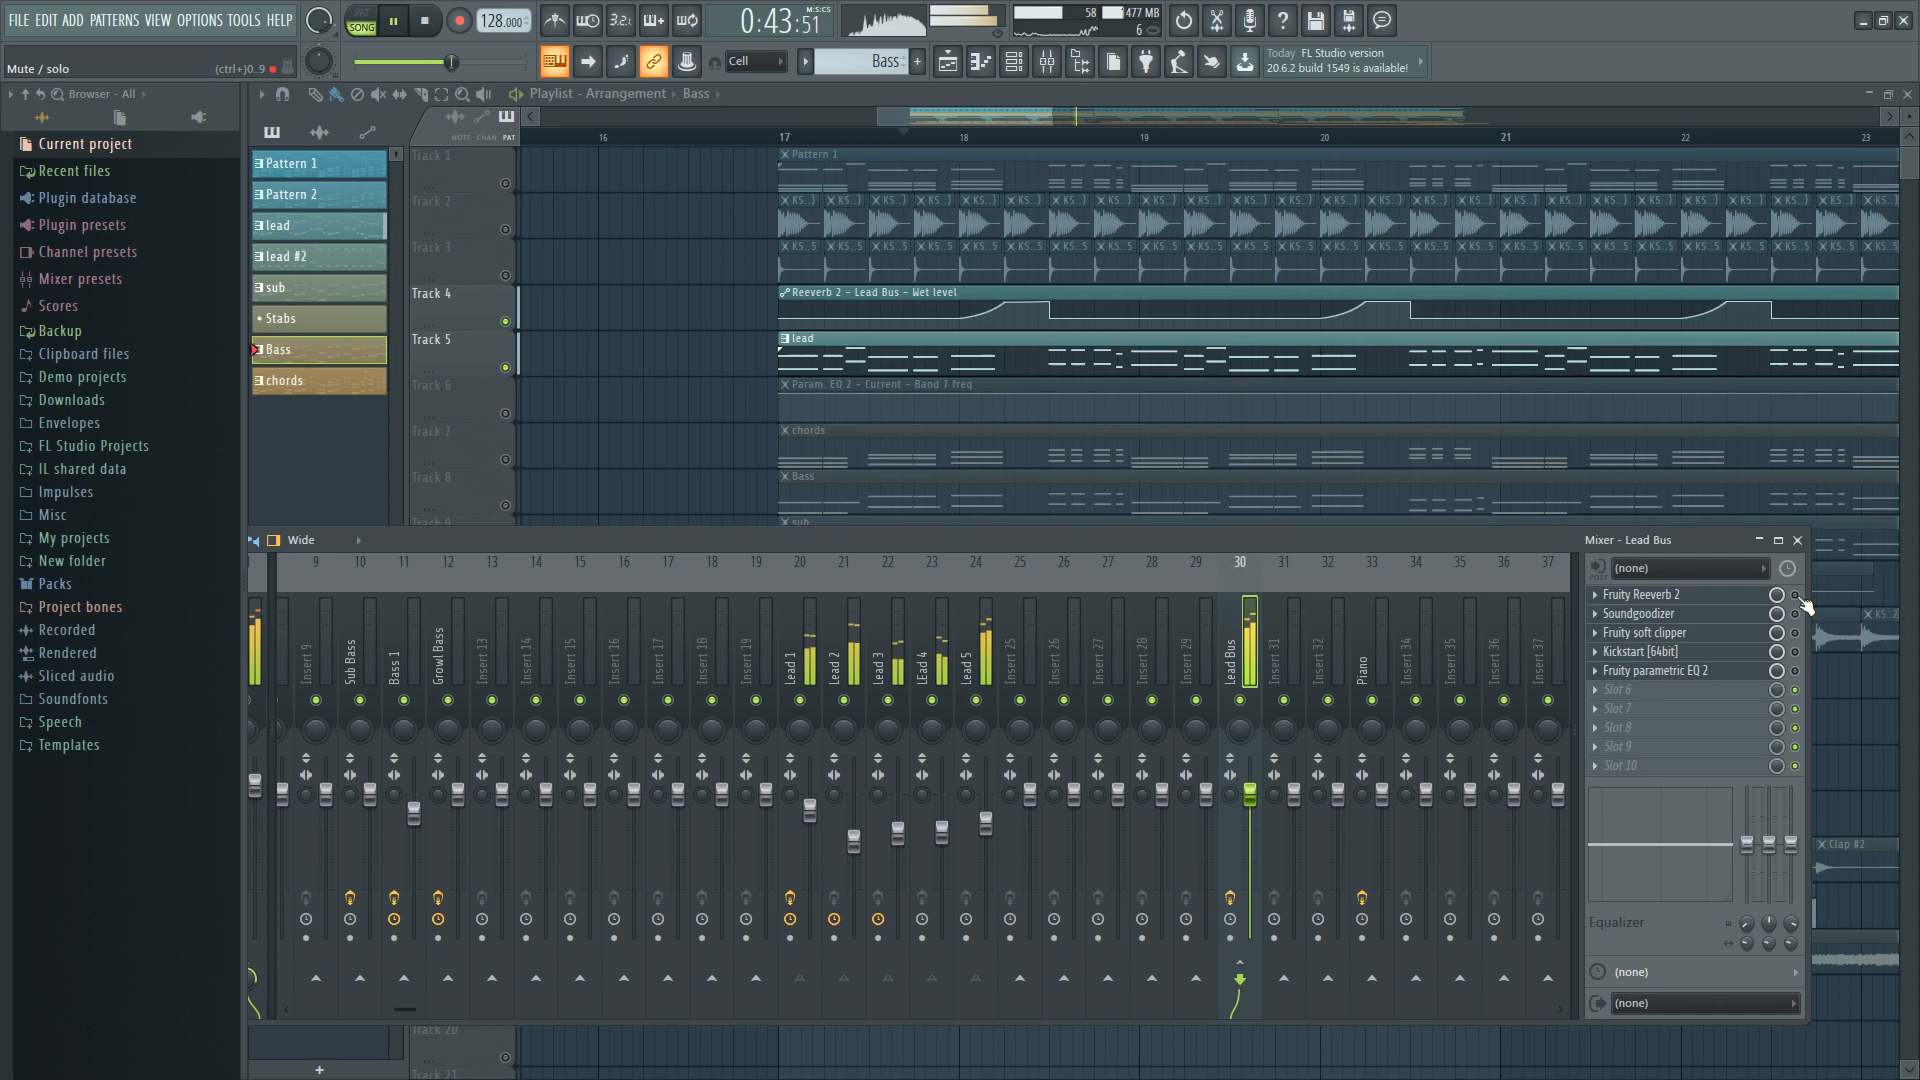 FILE EDIT ADD PATTERNS VIEW OPTIONS TOOLS HELP
PAT
SONG
128.000
3.2..
0:43:51
M:S:CS
58
477 MB
6
Mute / solo
(ctrl+)0..9
Cell
Bass
Today FL Studio version
20.6.2 build 1549 is available!
Browser - All
Playlist - Arrangement
Bass
NOTE CHAN PAT
Current project
Recent files
Plugin database
Plugin presets
Channel presets
Mixer presets
Scores
Backup
Clipboard files
Demo projects
Downloads
Envelopes
FL Studio Projects
IL shared data
Impulses
Misc
My projects
New folder
Packs
Project bones
Recorded
Rendered
Sliced audio
Soundfonts
Speech
Templates
Pattern 1
Pattern 2
lead
lead #2
sub
Stabs
Bass
chords
16 17 18 19 20 21 22 23
Track 1
Pattern 1
Track 2
Track 3
Track 4
Reeverb 2 - Lead Bus - Wet level
Track 5
lead
Track 6
Param. EQ 2 - Current - Band 7 freq
Track 7
chords
Track 8
Bass
Track 9
sub
Wide
9 10 11 12 13 14 15 16 17 18 19 20 21 22 23 24 25 26 27 28 29 30 31 32 33 34 35 36 37
Insert 9
Sub Bass
Bass 1
Growl Bass
Insert 13
Insert 14
Insert 15
Insert 16
Insert 17
Insert 18
Insert 19
Lead 1
Lead 2
Lead 3
LEad 4
Lead 5
Insert 25
Insert 26
Insert 27
Insert 28
Insert 29
Lead Bus
Insert 31
Insert 32
Piano
Insert 34
Insert 35
Insert 36
Insert 37
Mixer - Lead Bus
POST
(none)
Fruity Reeverb 2
Soundgoodizer
Fruity soft clipper
Kickstart [64bit]
Fruity parametric EQ 2
Slot 6
Slot 7
Slot 8
Slot 9
Slot 10
Equalizer
(none)
(none)
Clap #2
Track 20
Track 21